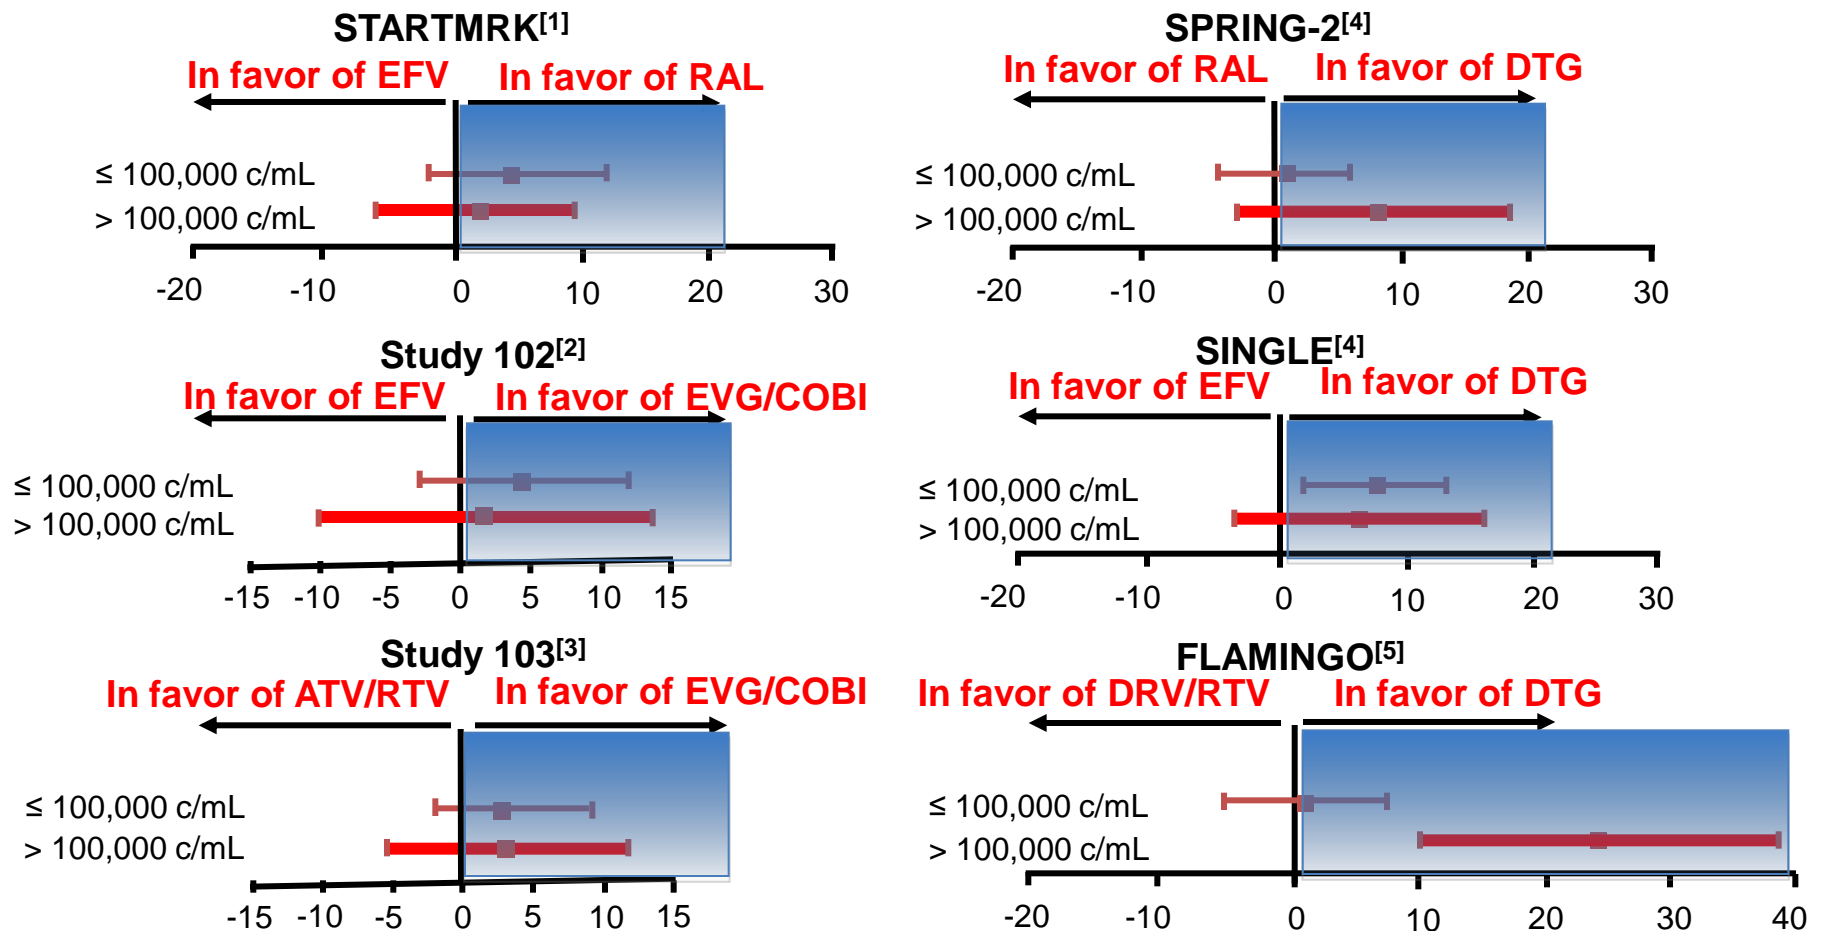 STARTMRK[1]
In favor of EFV In favor of RAL
≤ 100,000 c/mL
> 100,000 c/mL
-20 -10 0 10 20 30
Study 102[2]
In favor of EFV In favor of EVG/COBI
≤ 100,000 c/mL
> 100,000 c/mL
-15 -10 -5 0 5 10 15
Study 103[3]
In favor of ATV/RTV In favor of EVG/COBI
≤ 100,000 c/mL
> 100,000 c/mL
-15 -10 -5 0 5 10 15
SPRING-2[4]
In favor of RAL In favor of DTG
≤ 100,000 c/mL
> 100,000 c/mL
-20 -10 0 10 20 30
SINGLE[4]
In favor of EFV In favor of DTG
≤ 100,000 c/mL
> 100,000 c/mL
-20 -10 0 10 20 30
FLAMINGO[5]
In favor of DRV/RTV In favor of DTG
≤ 100,000 c/mL
> 100,000 c/mL
-20 -10 0 10 20 30 40